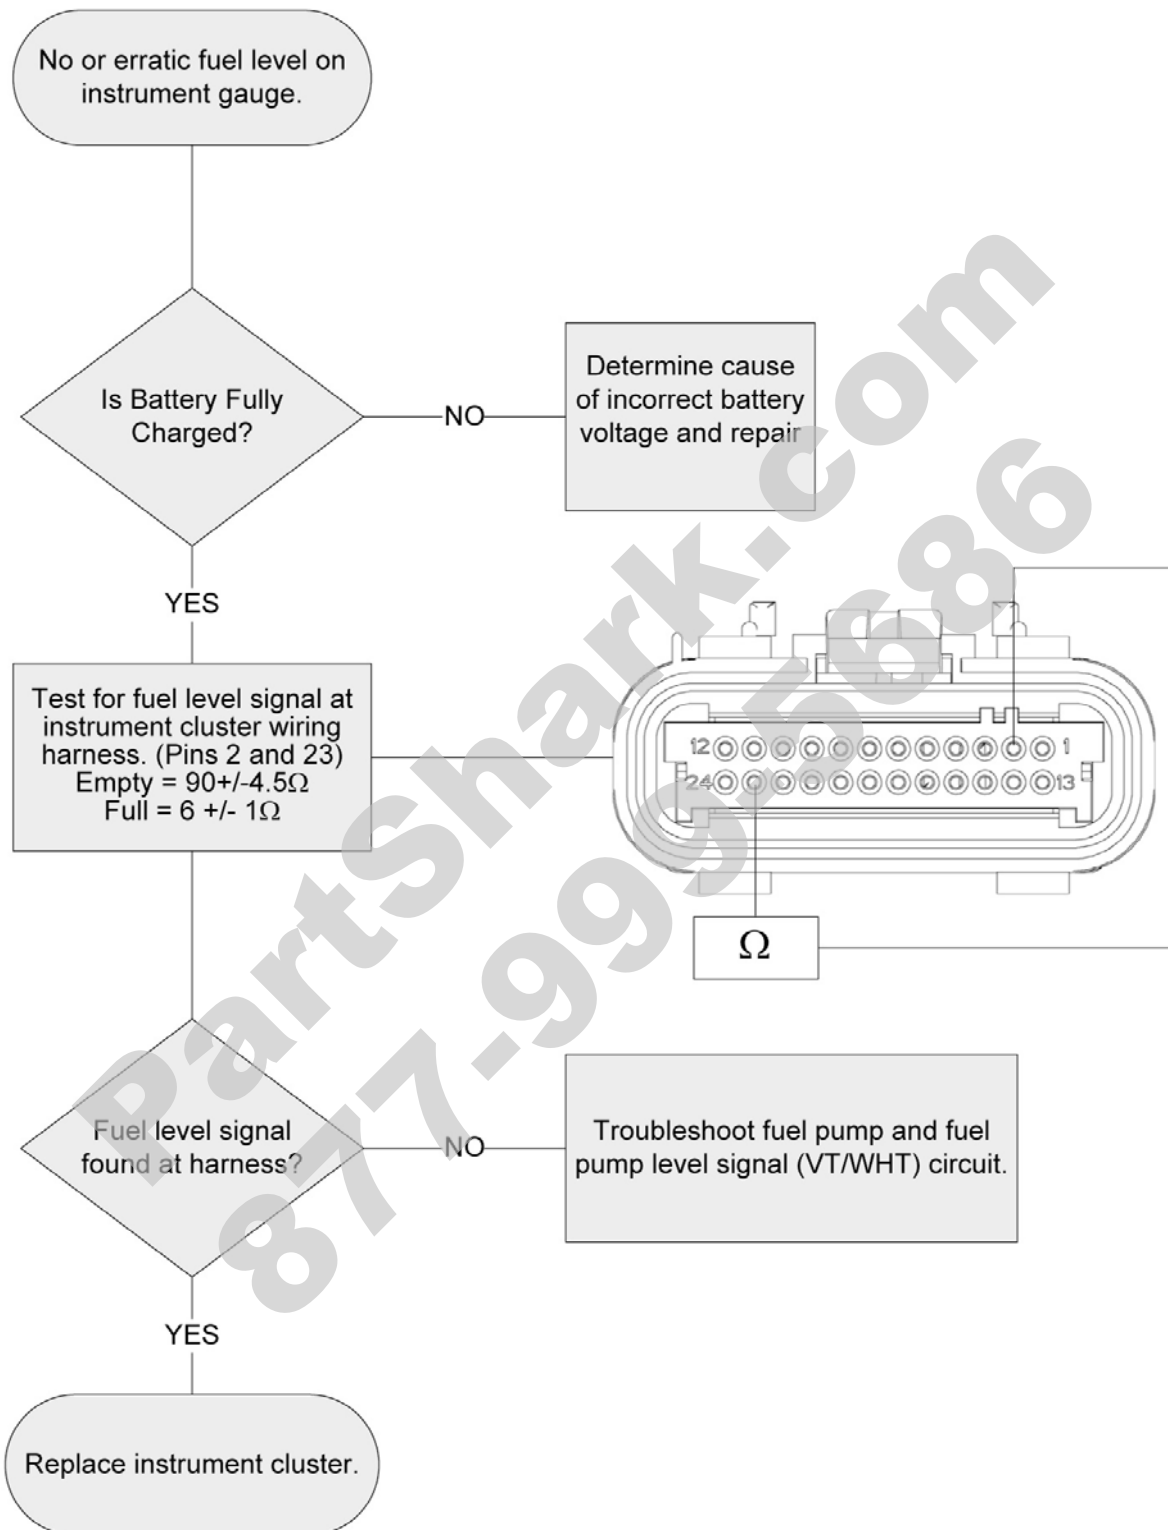 No or erratic fuel level on
instrument gauge.
Is Battery Fully
Charged?
NO
Determine cause
of incorrect battery
voltage and repair
YES
Test for fuel level signal at
instrument cluster wiring
harness. (Pins 2 and 23)
Empty = 90+/-4.5Ω
Full = 6 +/- 1Ω
12
1
24
13
Ω
Fuel level signal
found at harness?
NO
Troubleshoot fuel pump and fuel
pump level signal (VT/WHT) circuit.
YES
Replace instrument cluster.
PartShark.com
877-999-5686